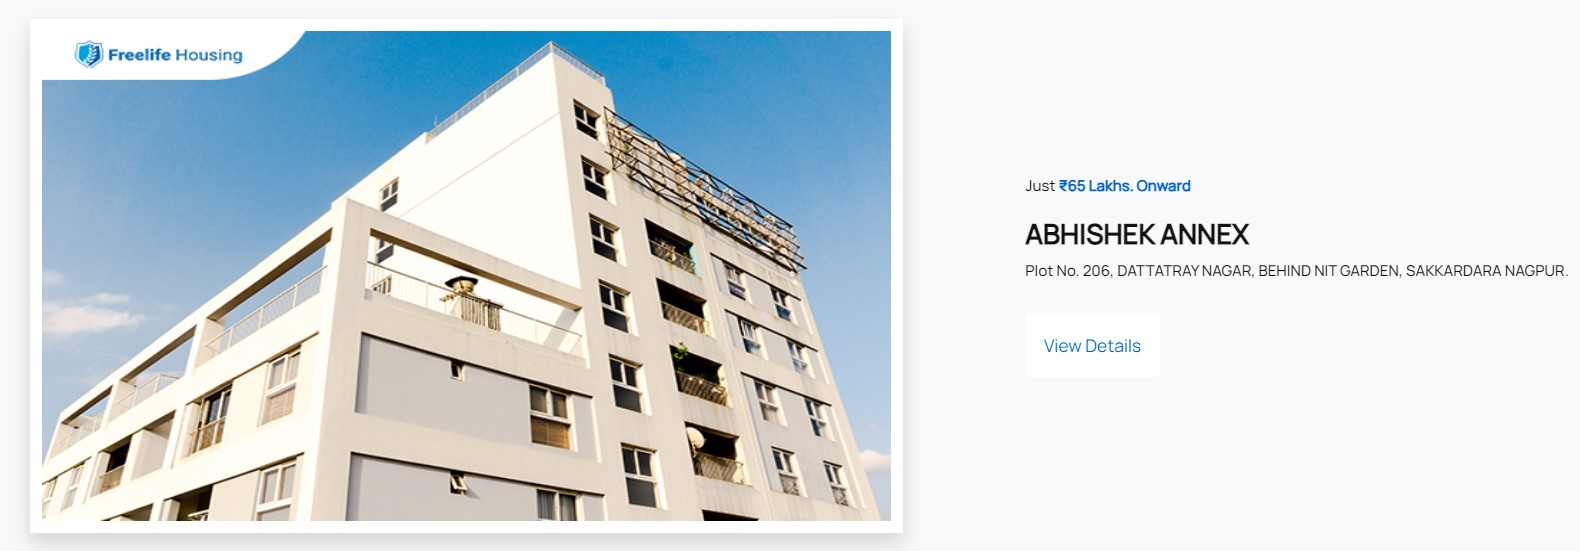 Freelife Housing
Just ₹65 Lakhs. Onward
ABHISHEK ANNEX
Plot No. 206, DATTATRAY NAGAR, BEHIND NIT GARDEN, SAKKARDARA NAGPUR.
View Details